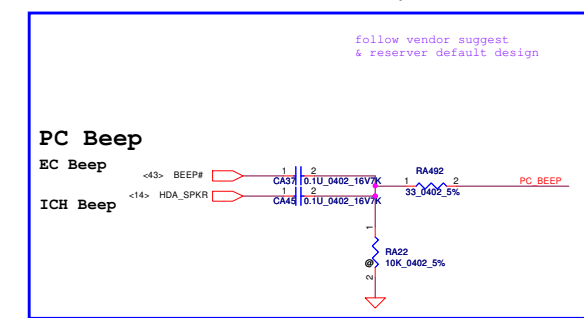 follow vendor suggest
& reserver default design
PC Beep
EC Beep
<43> BEEP#
1 2
CA37 0.1U_0402_16V7K
<14> HDA_SPKR
1 2
CA45 0.1U_0402_16V7K
ICH Beep
RA492
1 2
33_0402_5%
PC_BEEP
1
RA22
@ 10K_0402_5%
2